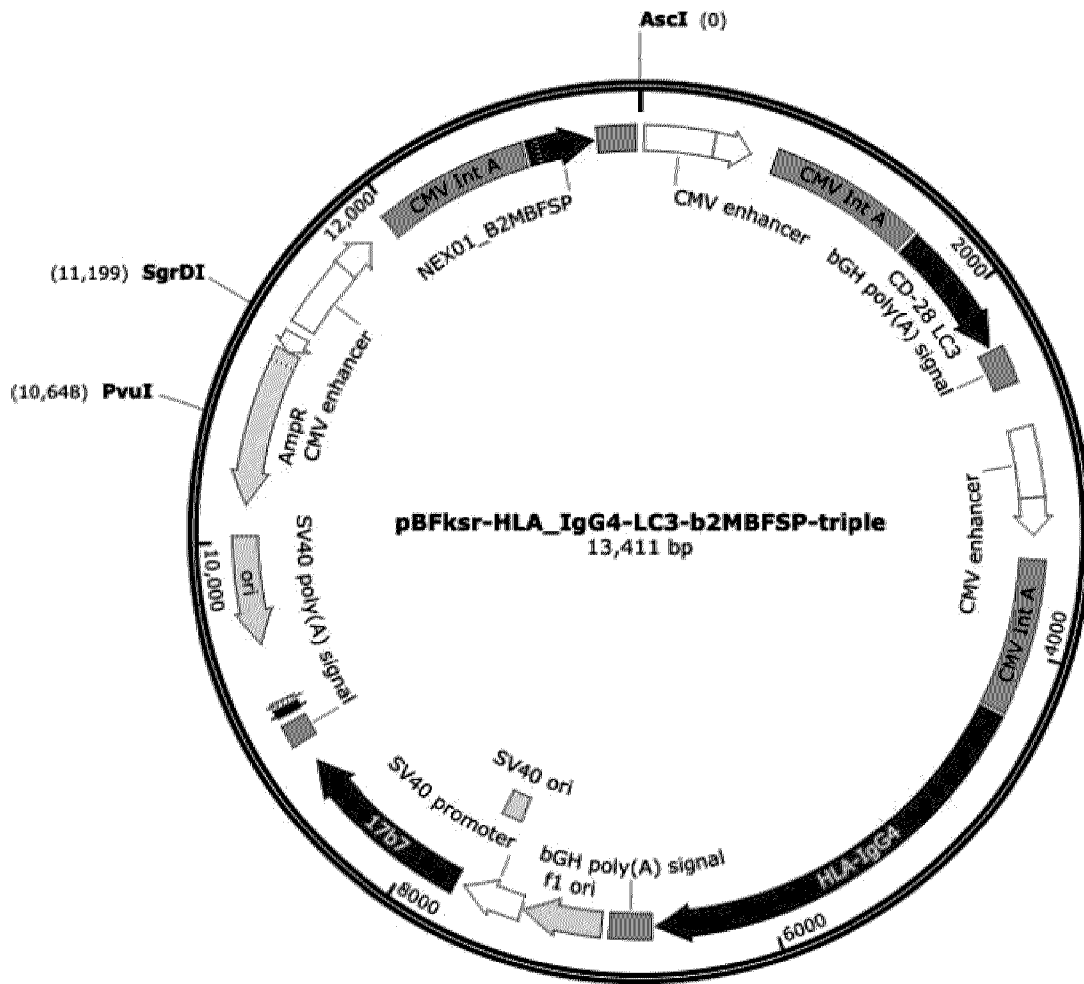 AscI (0)
CMV enhancer
CMV Int A
bGH poly(A) signal
CD-28 LC3
2000
CMV enhancer
CMV Int A
4000
HLA-IgG4
6000
bGH poly(A) signal
f1 ori
SV40 ori
SV40 promoter
8000
17b7
SV40 poly(A) signal
ori
10,000
AmpR
(10,648) PvuI
(11,199) SgrDI
CMV enhancer
12,000
CMV Int A
NEX01_B2MBFSP
pBFksr-HLA_IgG4-LC3-b2MBFSP-triple
13,411 bp